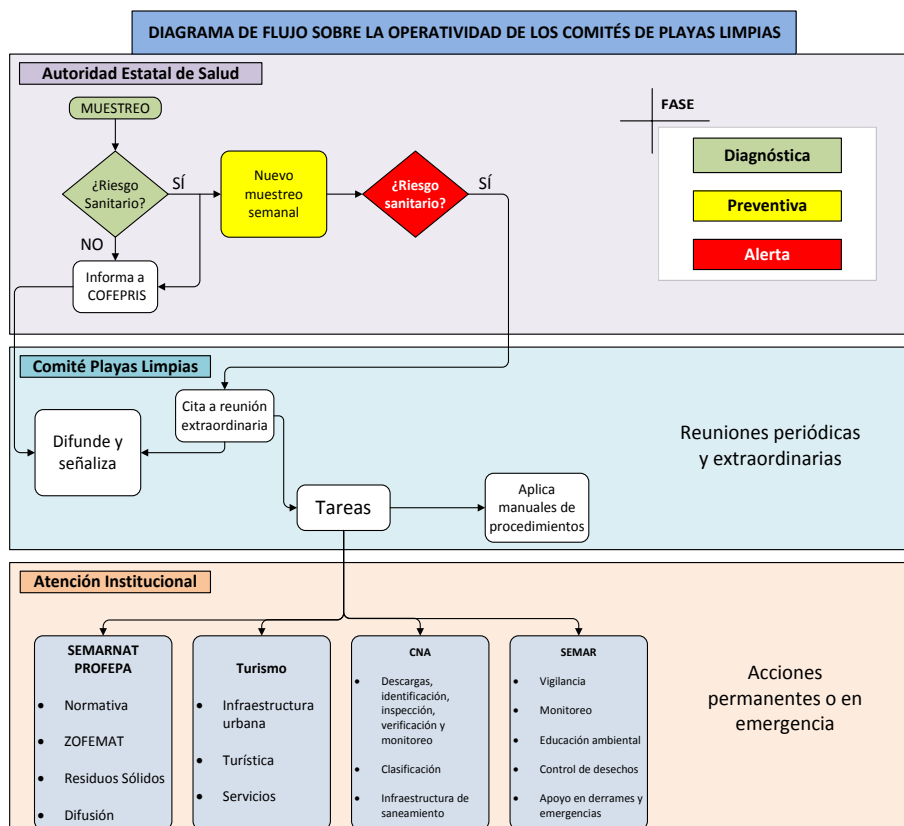 DIAGRAMA DE FLUJO SOBRE LA OPERATIVIDAD DE LOS COMITÉS DE PLAYAS LIMPIAS
Autoridad Estatal de Salud
MUESTREO
¿Riesgo
Sanitario?
SÍ
NO
Informa a
COFEPRIS
Nuevo
muestreo
semanal
¿Riesgo
sanitario?
SÍ
FASE
Diagnóstica
Preventiva
Alerta
Comité Playas Limpias
Cita a reunión
extraordinaria
Difunde y
señaliza
Tareas
Aplica
manuales de
procedimientos
Reuniones periódicas
y extraordinarias
Atención Institucional
SEMARNAT
PROFEPA
• Normativa
• ZOFEMAT
• Residuos Sólidos
• Difusión
Turismo
• Infraestructura
urbana
• Turística
• Servicios
CNA
• Descargas,
identificación,
inspección,
verificación y
monitoreo
• Clasificación
• Infraestructura de
saneamiento
SEMAR
• Vigilancia
• Monitoreo
• Educación ambiental
• Control de desechos
• Apoyo en derrames y
emergencias
Acciones
permanentes o en
emergencia